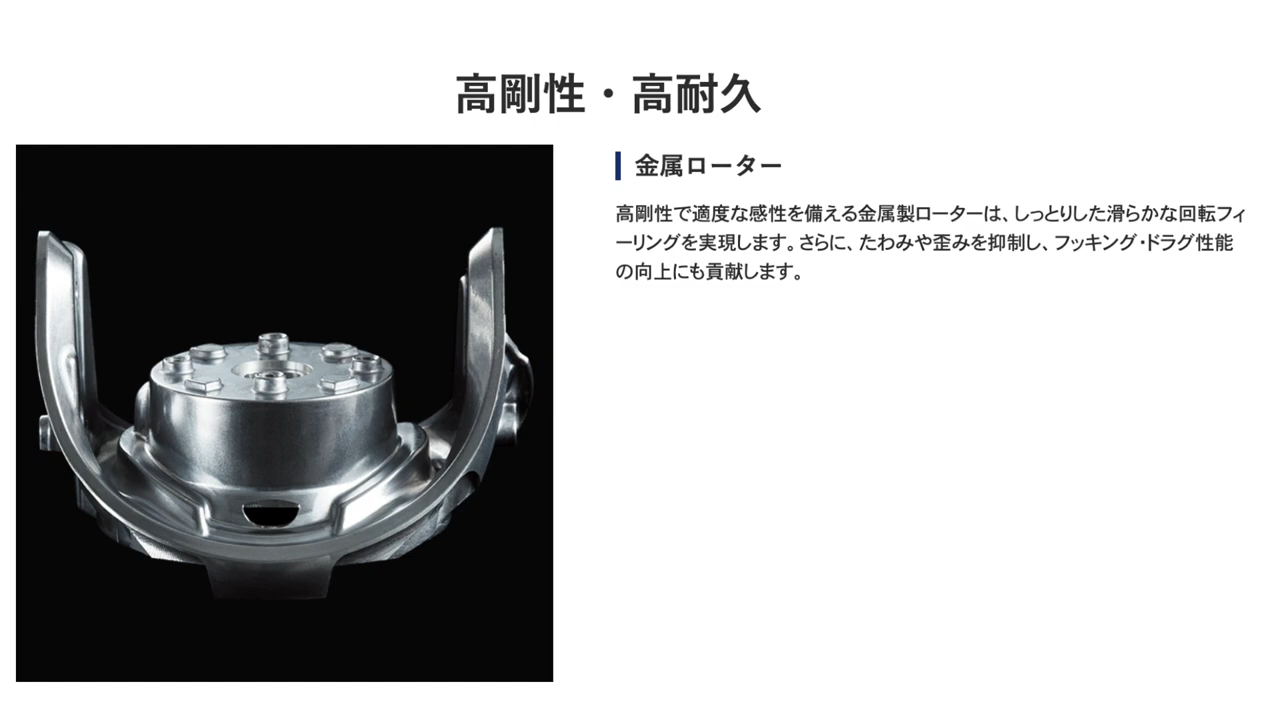 高剛性・高耐久
金属ローター
高剛性で適度な感性を備える金属製ローターは、しっとりした滑らかな回転フィ
ーリングを実現します。さらに、たわみや歪みを抑制し、フッキング・ドラグ性能
の向上にも貢献します。